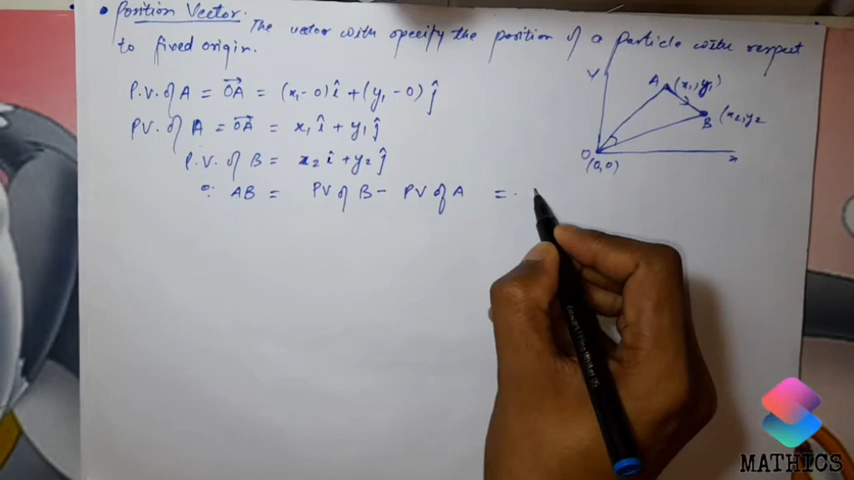 • Position Vector. The vector with specify the position of a particle with respect
to fixed origin.
P.V. of A = OA = (x₁-0) î + (y₁-0) ĵ
PV. of A = OA = x₁ î + y₁ ĵ
P.V. of B = x₂ î + y₂ ĵ
∵ AB = PV of B - PV of A =
Y
A (x₁,y₁)
B (x₂,y₂
O
(0,0)
x
MATHICS